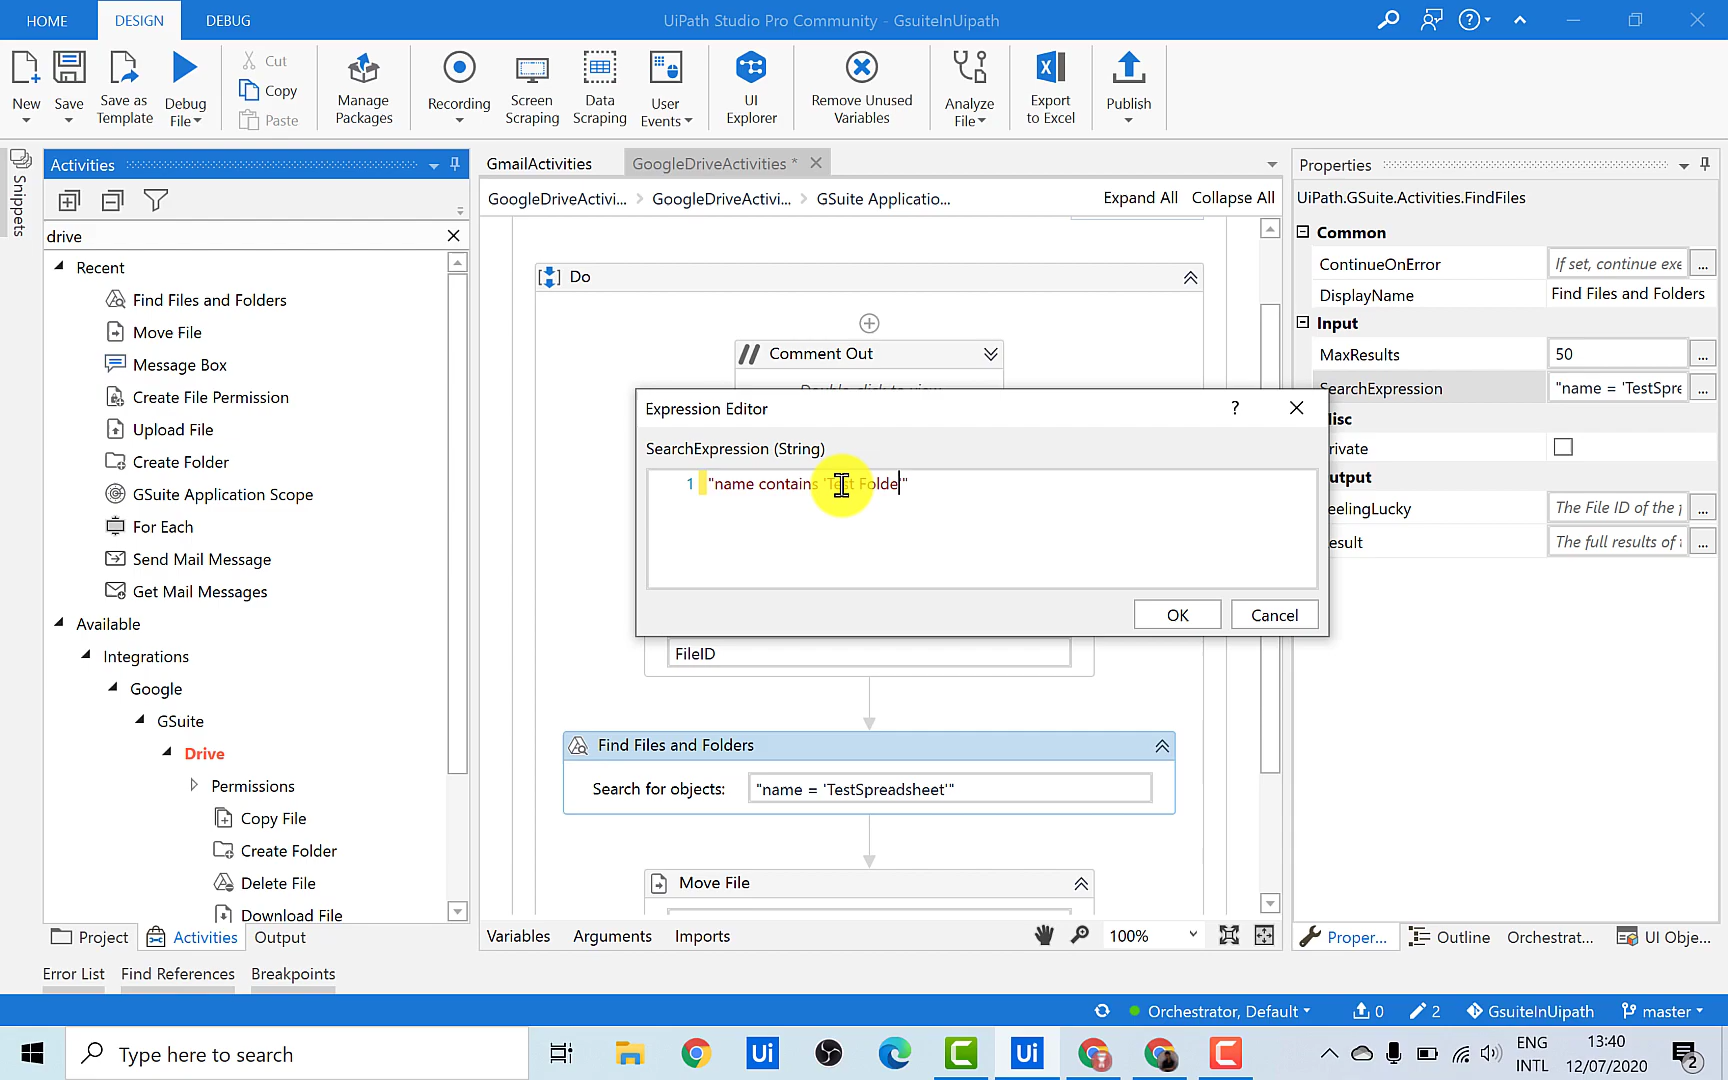 HOME
DESIGN
DEBUG
UiPath Studio Pro Community - GsuiteInUipath
New
Save
Save as
Template
Debug
File
Cut
Copy
Paste
Manage
Packages
Recording
Screen
Scraping
Data
Scraping
User
Events
UI
Explorer
Remove Unused
Variables
Analyze
File
Export
to Excel
Publish
Snippets
Activities
drive
Recent
Find Files and Folders
Move File
Message Box
Create File Permission
Upload File
Create Folder
GSuite Application Scope
For Each
Send Mail Message
Get Mail Messages
Available
Integrations
Google
GSuite
Drive
Permissions
Copy File
Create Folder
Delete File
Download File
Project
Activities
Output
GmailActivities
GoogleDriveActivities *
GoogleDriveActivi... > GoogleDriveActivi... > GSuite Applicatio...
Expand All
Collapse All
Do
// Comment Out
Double-click to view
Expression Editor
?
SearchExpression (String)
1 "name contains 'Test Folde'"
OK
Cancel
FileID
Find Files and Folders
Search for objects:
"name = 'TestSpreadsheet'"
Move File
Variables
Arguments
Imports
100%
Properties
UiPath.GSuite.Activities.FindFiles
Common
ContinueOnError
If set, continue exe
...
DisplayName
Find Files and Folders
Input
MaxResults
50
...
SearchExpression
"name = 'TestSpre
...
isc
rivate
utput
eelingLucky
The File ID of the
...
esult
The full results of
...
Proper...
Outline
Orchestrat...
UI Obje...
Error List
Find References
Breakpoints
Orchestrator, Default
0
2
GsuiteInUipath
master
Type here to search
Ui
Ui
ENG
INTL
13:40
12/07/2020
2